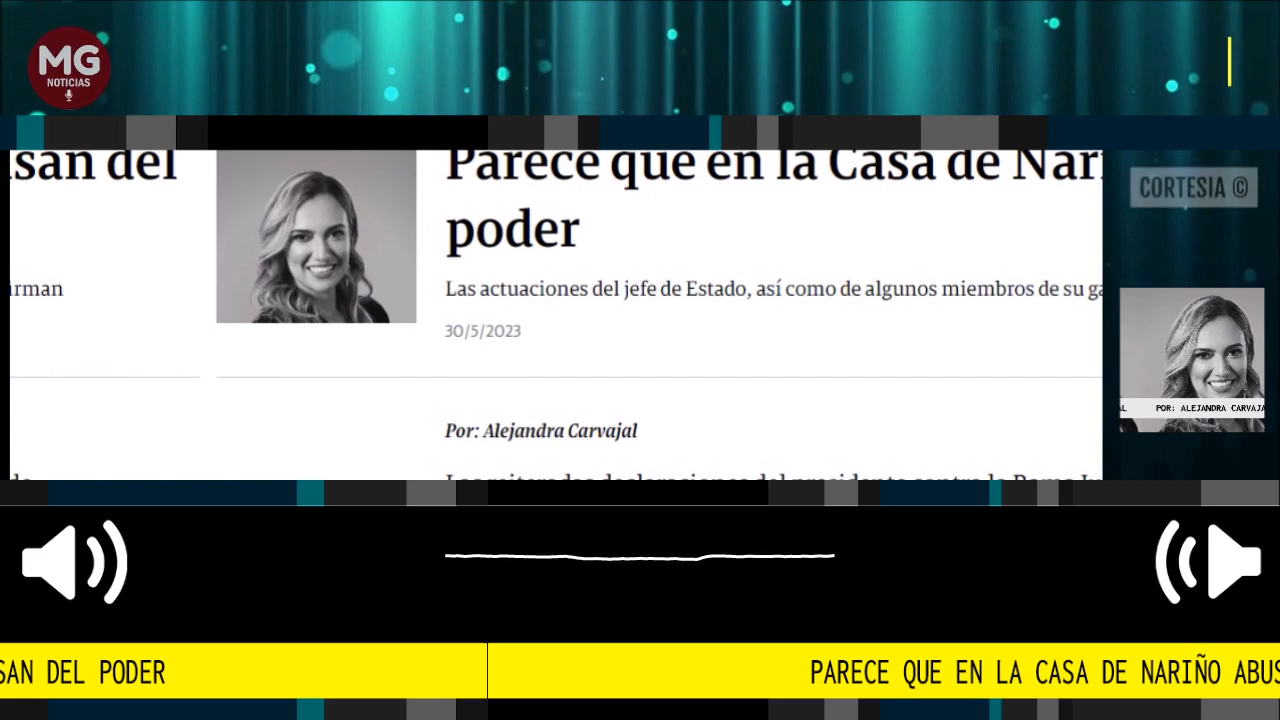 MG
NOTICIAS
san del
Parece que en la Casa de Nari
CORTESIA ©
poder
Las actuaciones del jefe de Estado, así como de algunos miembros de su ga
30/5/2023
POR: ALEJANDRA CARVAJA
Por: Alejandra Carvajal
SAN DEL PODER
PARECE QUE EN LA CASA DE NARIÑO ABUS